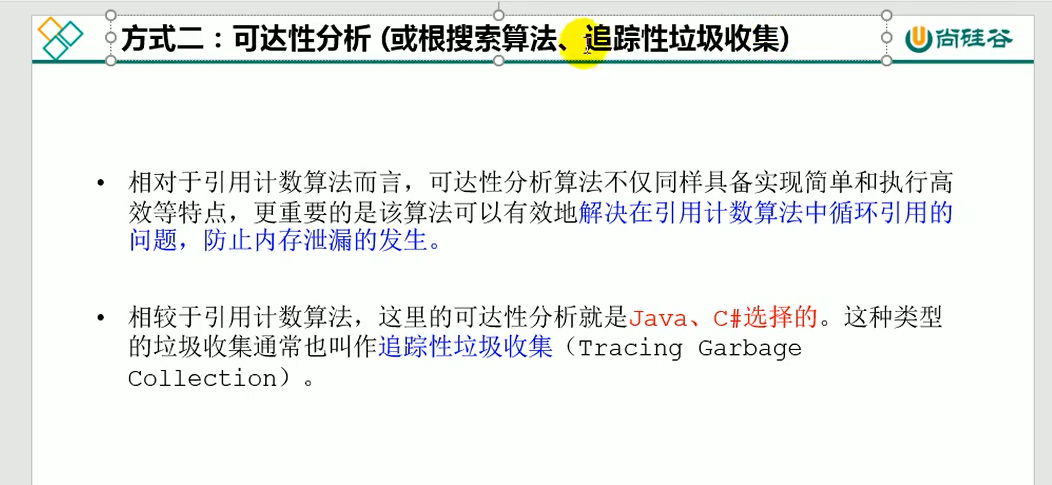 方式二：可达性分析 (或根搜索算法、追踪性垃圾收集)
尚硅谷
• 相对于引用计数算法而言，可达性分析算法不仅同样具备实现简单和执行高
效等特点，更重要的是该算法可以有效地解决在引用计数算法中循环引用的
问题，防止内存泄漏的发生。
• 相较于引用计数算法，这里的可达性分析就是Java、C#选择的。这种类型
的垃圾收集通常也叫作追踪性垃圾收集（Tracing Garbage
Collection）。